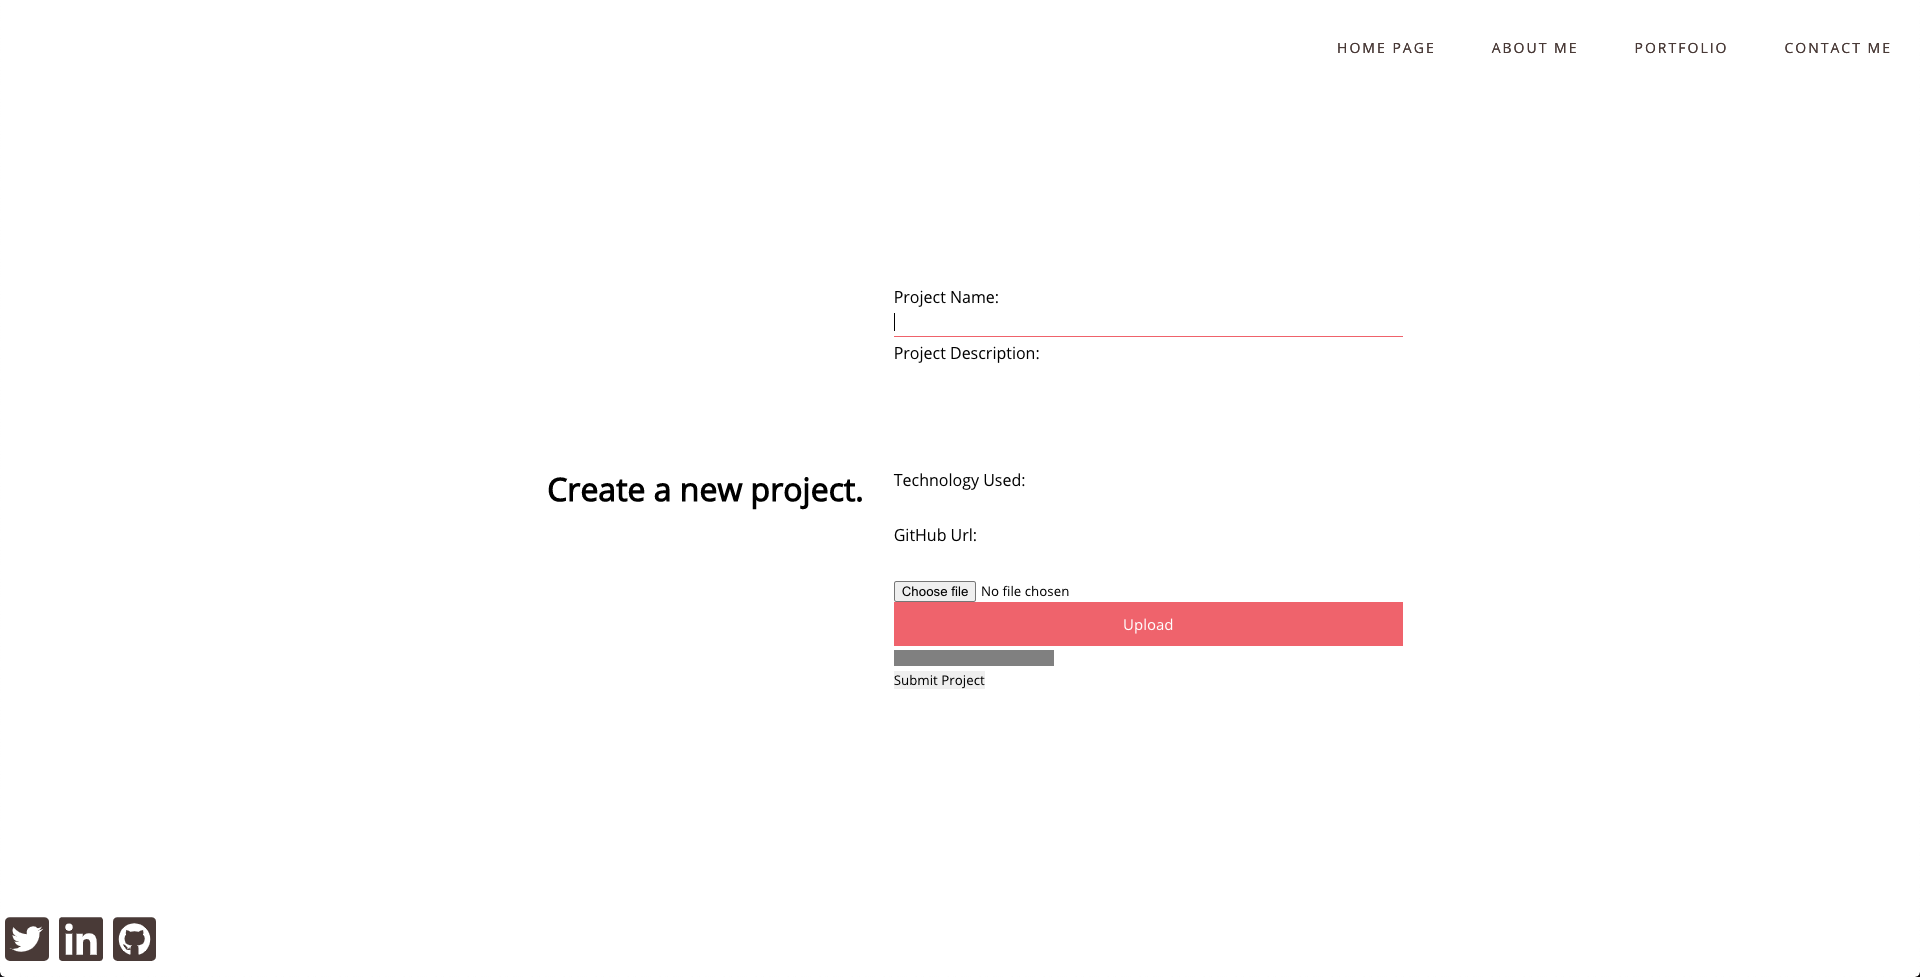 HOME PAGE ABOUT ME PORTFOLIO CONTACT ME
Project Name:
Project Description:
Create a new project.
Technology Used:
GitHub Url:
Choose file No file chosen
Upload
Submit Project
in